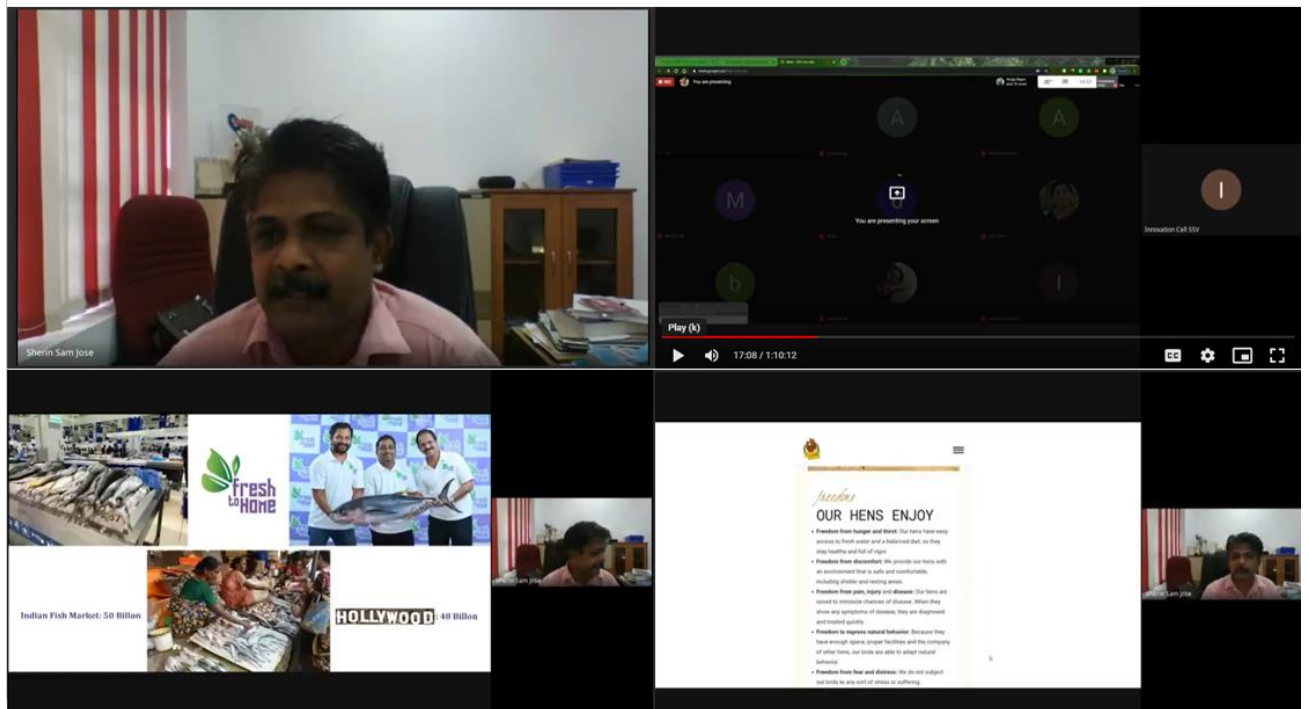 Sherin Sam Jose
You are presenting
A
A
M
You are presenting your screen
b
I
I
Innovation Cell SSV
Play (k)
17:08 / 1:10:12
CC
fresh
to HOME
Sherin Sam Jose
Indian Fish Market: 50 Billon
HOLLYWOOD : 48 Billon
freedom
OUR HENS ENJOY
• Freedom from hunger and thirst: Our hens have easy
access to fresh water and a balanced diet, so they
stay healthy and full of vigor.
• Freedom from discomfort: We provide our hens with
an environment that is safe and comfortable,
including shelter and resting areas.
• Freedom from pain, injury and disease: Our hens are
raised to minimize chances of disease. When they
show any symptoms of disease, they are diagnosed
and treated quickly.
• Freedom to express natural behavior: Because they
have enough space, proper facilities and the company
of other hens, our birds are able to adapt natural
behavior.
• Freedom from fear and distress: We do not subject
our birds to any sort of stress or suffering.
Sherin Sam Jose